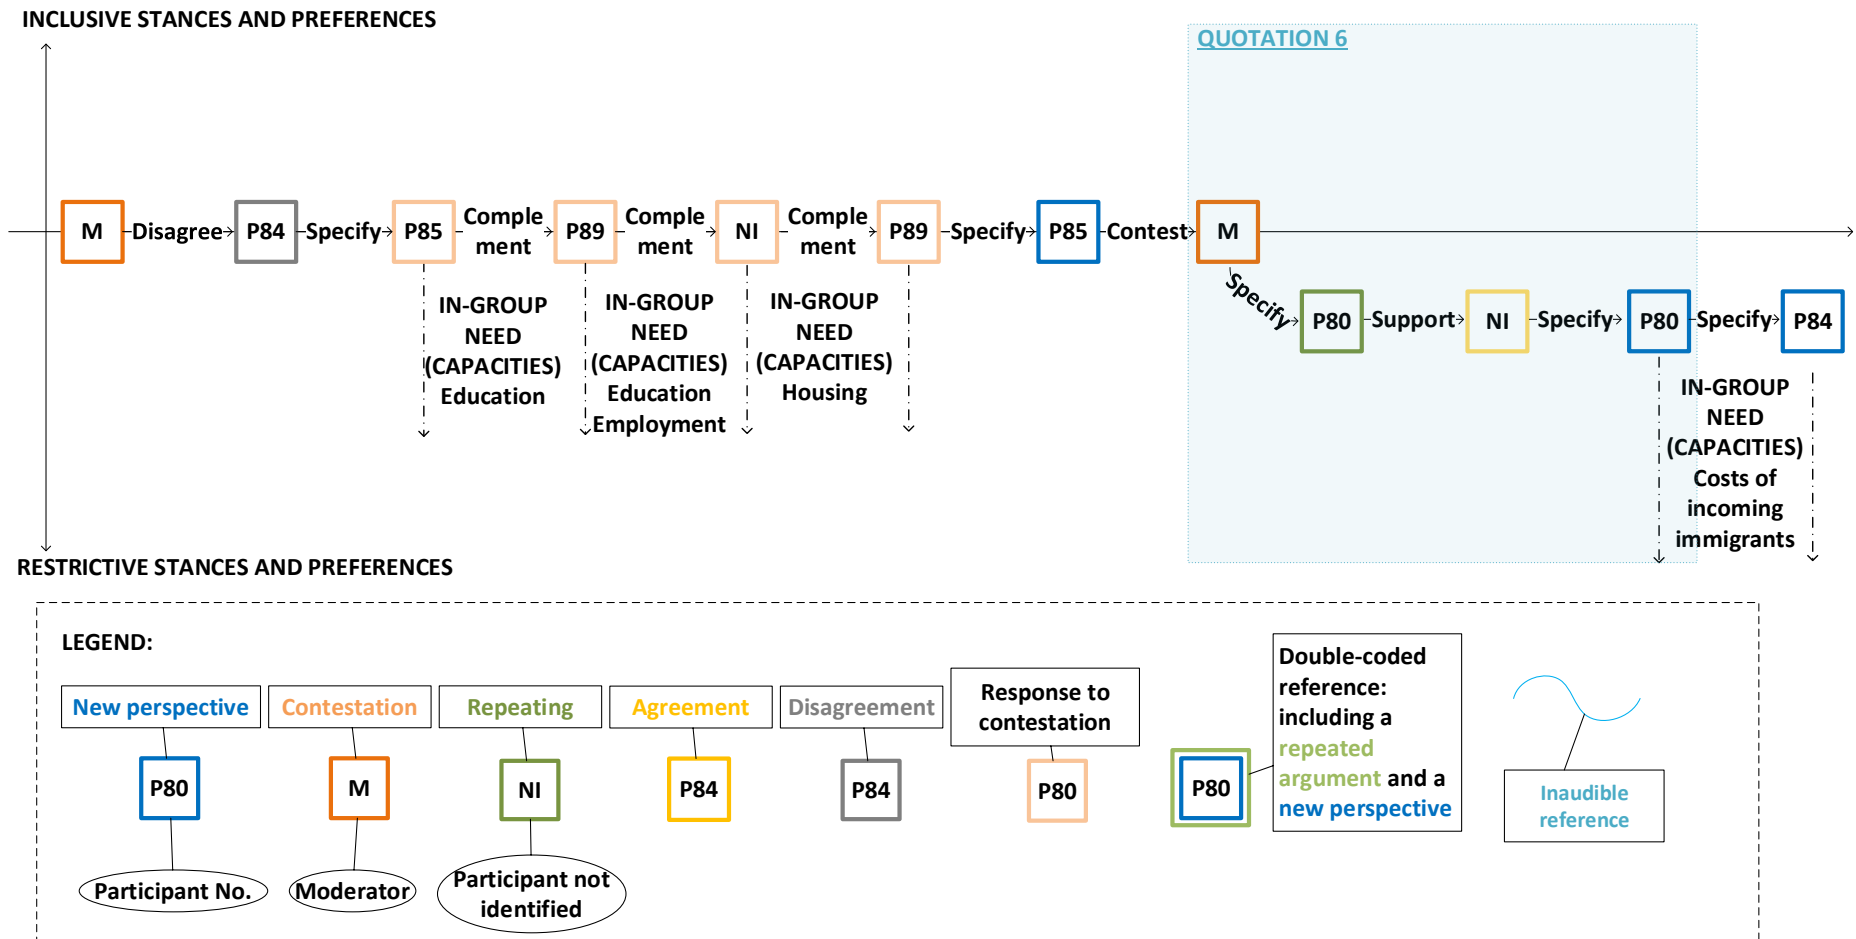 INCLUSIVE STANCES AND PREFERENCES
QUOTATION 6
M
Disagree
P84
Specify
P85
Comple
ment
P89
Comple
ment
NI
Comple
ment
P89
Specify
P85
Contest
M
Specify
P80
Support
NI
Specify
P80
Specify
P84
IN-GROUP
NEED
(CAPACITIES)
Education
IN-GROUP
NEED
(CAPACITIES)
Education
Employment
IN-GROUP
NEED
(CAPACITIES)
Housing
IN-GROUP
NEED
(CAPACITIES)
Costs of
incoming
immigrants
RESTRICTIVE STANCES AND PREFERENCES
LEGEND:
New perspective
P80
Participant No.
Contestation
M
Moderator
Repeating
NI
Participant not
identified
Agreement
P84
Disagreement
P84
Response to
contestation
P80
P80
Double-coded
reference:
including a
repeated
argument and a
new perspective
Inaudible
reference